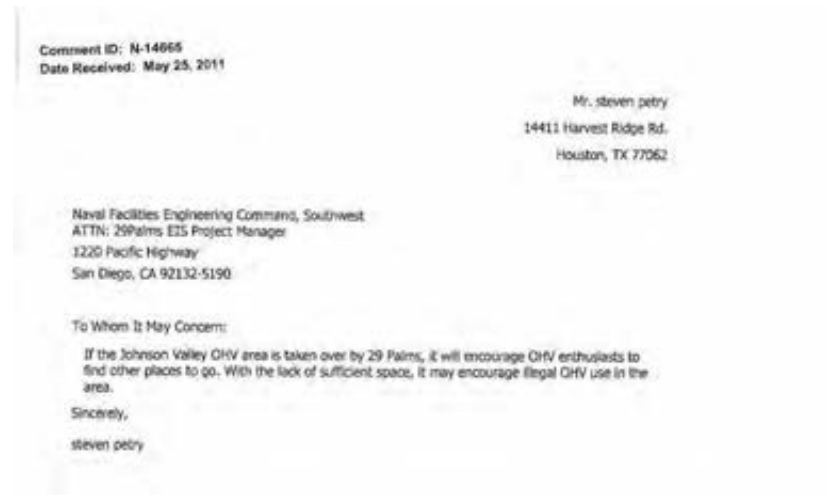 Comment ID: N-14665
Date Received: May 25, 2011
Mr. steven petry
14411 Harvest Ridge Rd.
Houston, TX 77062
Naval Facilities Engineering Command, Southwest
ATTN: 29Palms EIS Project Manager
1220 Pacific Highway
San Diego, CA 92132-5190
To Whom It May Concern:
If the Johnson Valley OHV area is taken over by 29 Palms, it will encourage OHV enthusiasts to
find other places to go. With the lack of sufficient space, it may encourage illegal OHV use in the
area.
Sincerely,
steven petry